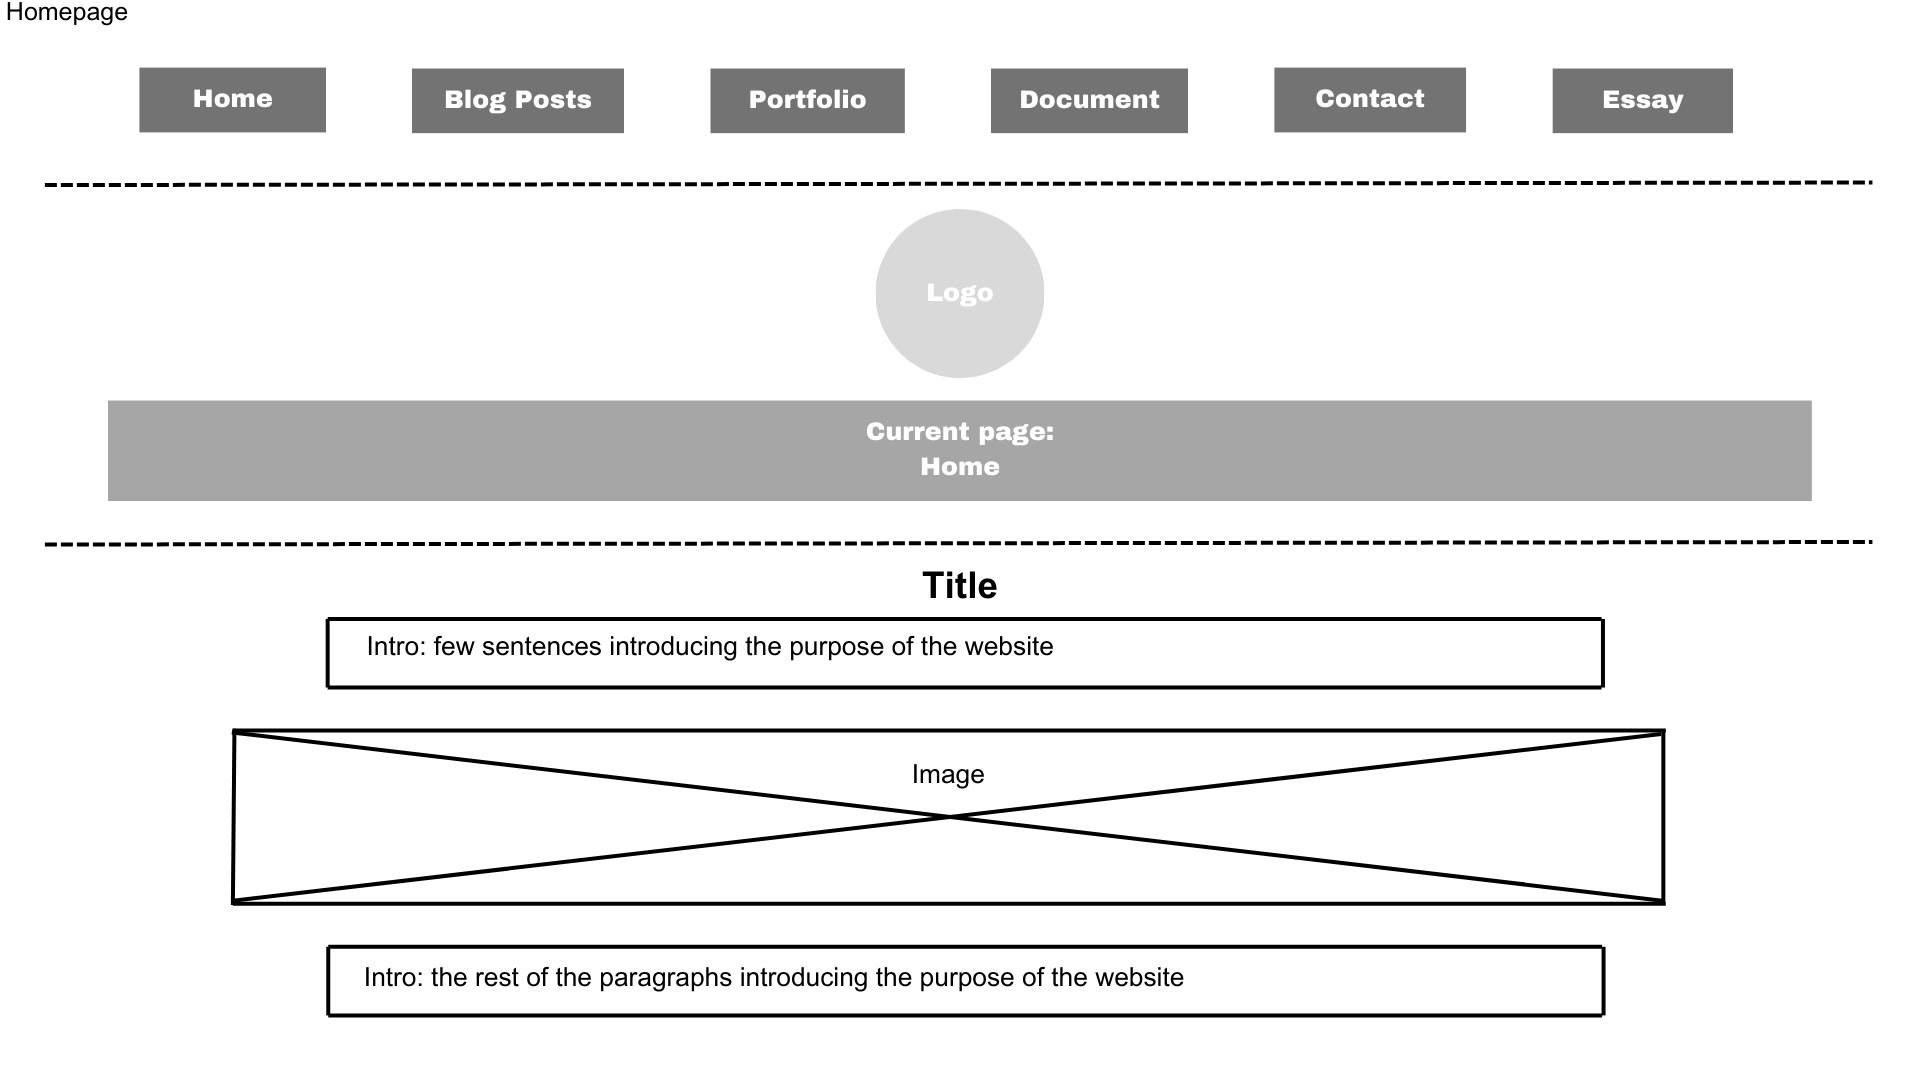 Homepage
Home
Blog Posts
Portfolio
Document
Contact
Essay
Logo
Current page:
Home
Title
Intro: few sentences introducing the purpose of the website
Image
Intro: the rest of the paragraphs introducing the purpose of the website